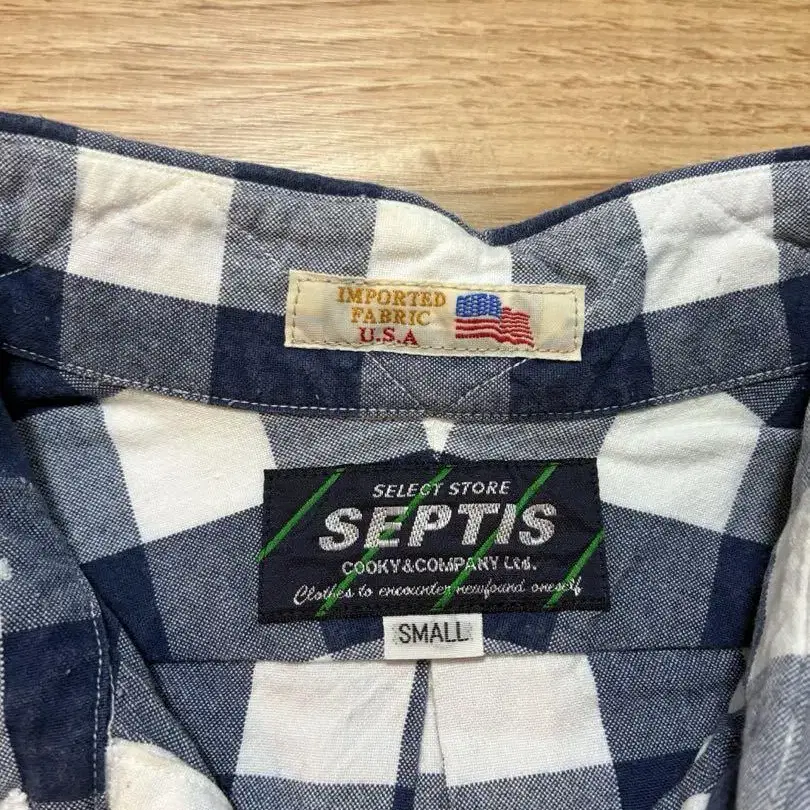 IMPORTED
FABRIC
U.S.A
SELECT STORE
SEPTIS
COOKY&COMPANY Ltd.
Clothes to encounter newfound oneself
SMALL